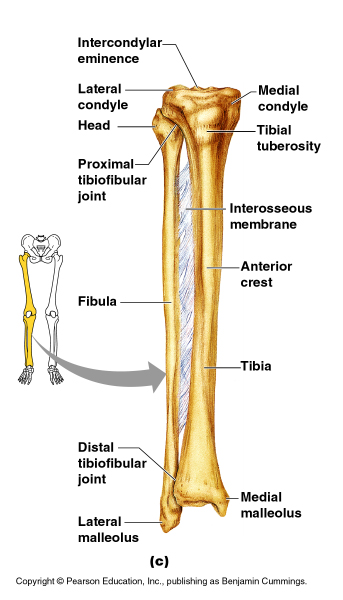 Intercondylar
eminence
Lateral
condyle
Medial
condyle
Head
Tibial
tuberosity
Proximal
tibiofibular
joint
Interosseous
membrane
Anterior
crest
Fibula
Tibia
Distal
tibiofibular
joint
Medial
malleolus
Lateral
malleolus
(c)
Copyright © Pearson Education, Inc., publishing as Benjamin Cummings.